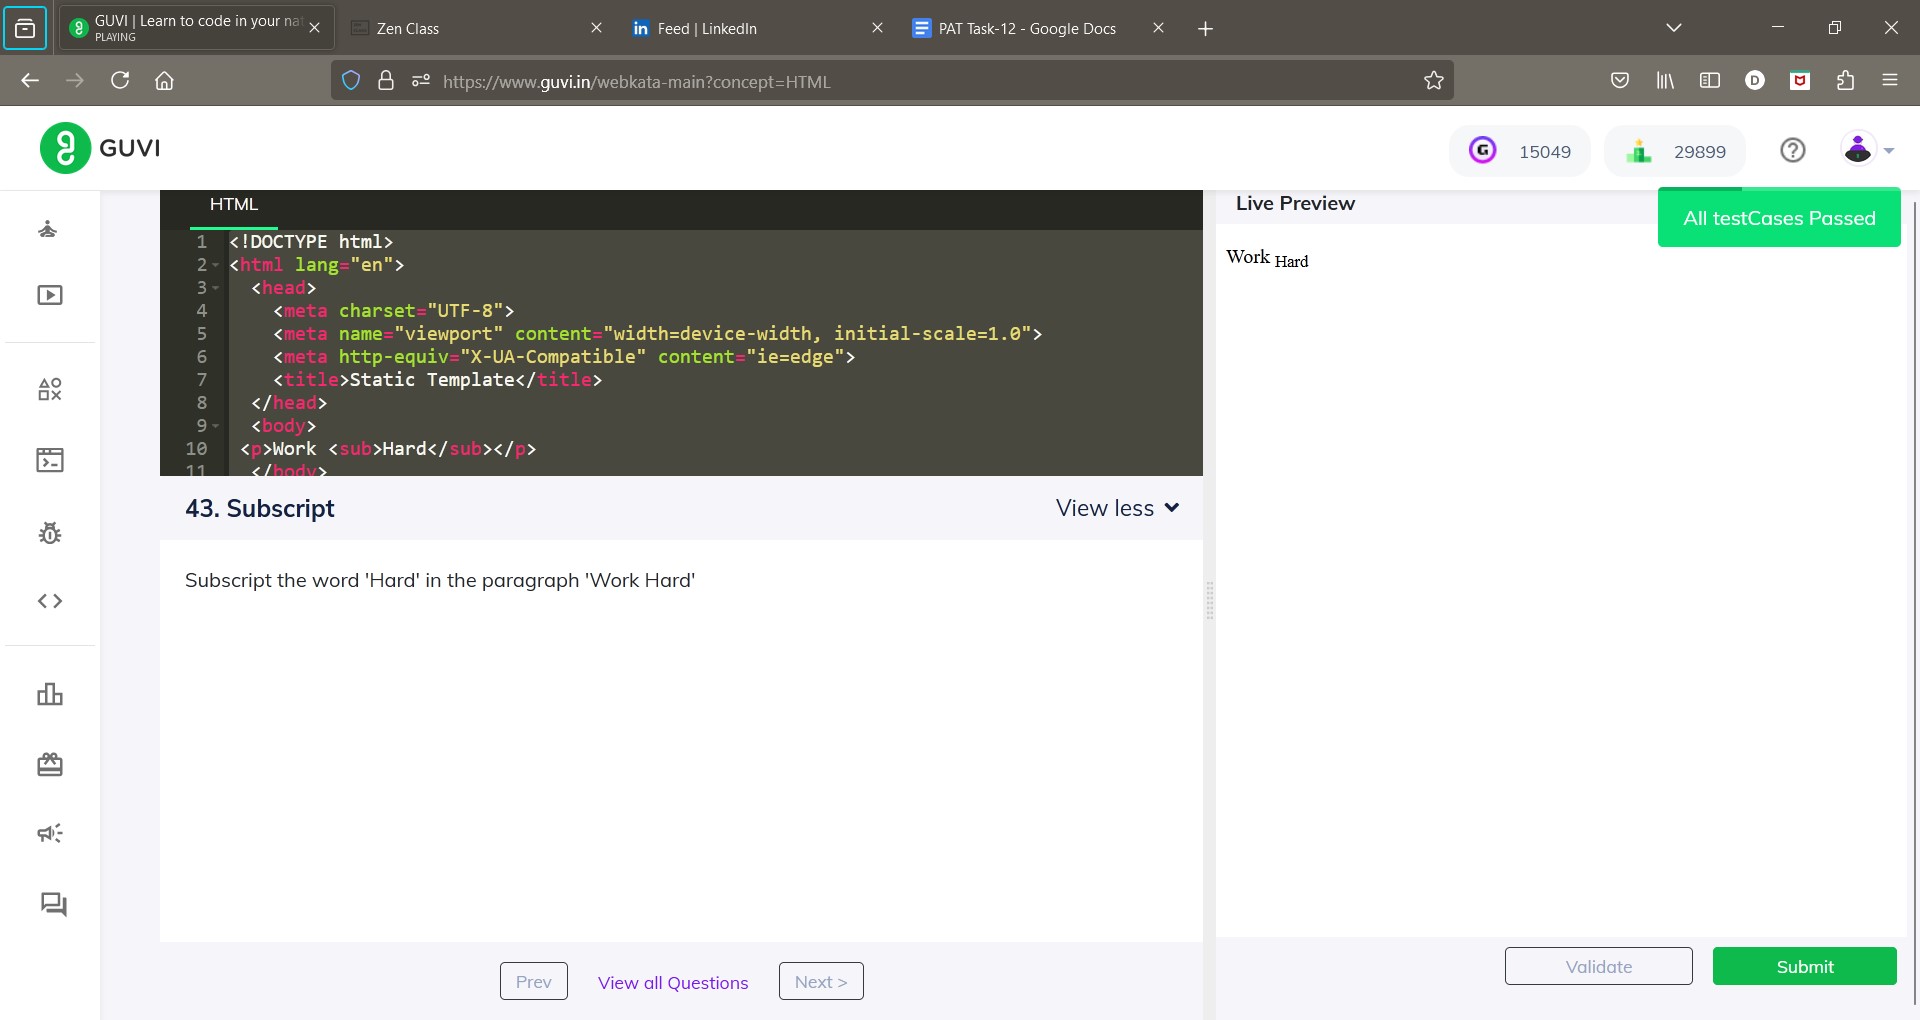 GUVI | Learn to code in your nat
PLAYING
Zen Class
in Feed | LinkedIn
PAT Task-12 - Google Docs
https://www.guvi.in/webkata-main?concept=HTML
D
GUVI
G 15049
29899
HTML
Live Preview
All testCases Passed
1 <!DOCTYPE html>
2 <html lang="en">
3 <head>
4 <meta charset="UTF-8">
5 <meta name="viewport" content="width=device-width, initial-scale=1.0">
6 <meta http-equiv="X-UA-Compatible" content="ie=edge">
7 <title>Static Template</title>
8 </head>
9 <body>
10 <p>Work <sub>Hard</sub></p>
11 </body>
Work Hard
43. Subscript
View less
Subscript the word 'Hard' in the paragraph 'Work Hard'
Prev
View all Questions
Next >
Validate
Submit